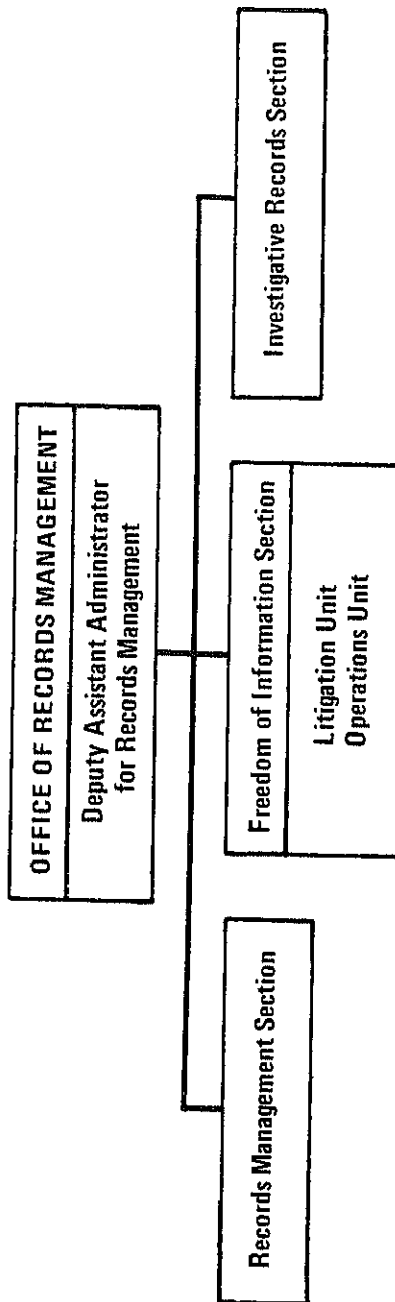 OFFICE OF RECORDS MANAGEMENT
Deputy Assistant Administrator
for Records Management
Records Management Section
Freedom of Information Section
Litigation Unit
Operations Unit
Investigative Records Section